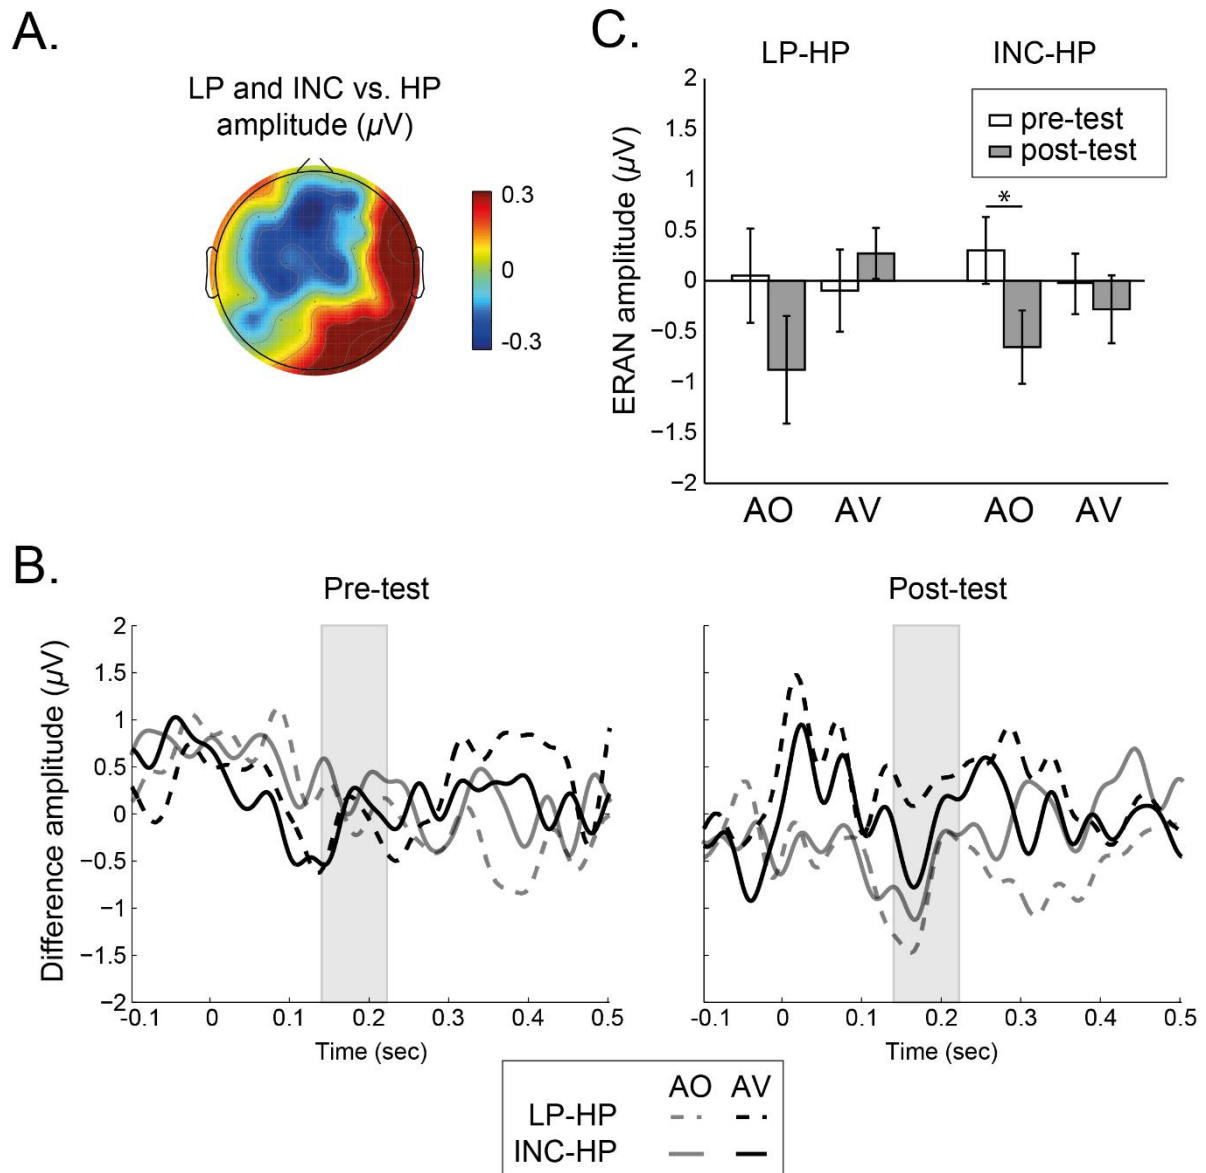 A.
LP and INC vs. HP
amplitude (µV)
0.3
0
-0.3
C.
LP-HP INC-HP
ERAN amplitude (µV)
2
1.5
1
0.5
0
−0.5
−1
−1.5
−2
pre-test
post-test
*
AO AV AO AV
B.
Pre-test
Difference amplitude (µV)
2
1.5
1
0.5
0
−0.5
−1
−1.5
−2
-0.1 0 0.1 0.2 0.3 0.4 0.5
Time (sec)
Post-test
-0.1 0 0.1 0.2 0.3 0.4 0.5
Time (sec)
AO AV
LP-HP
INC-HP